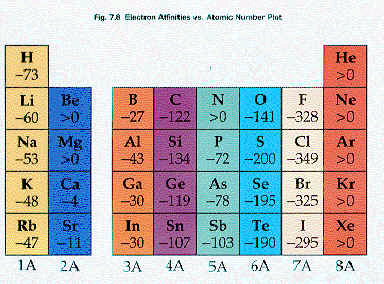 Fig. 7.8 Electron Affinities vs. Atomic Number Plot
H He
−73 >0
Li Be B C N O F Ne
−60 >0 −27 −122 >0 −141 −328 >0
Na Mg Al Si P S Cl Ar
−53 >0 −43 −134 −72 −200 −349 >0
K Ca Ga Ge As Se Br Kr
−48 −4 −30 −119 −78 −195 −325 >0
Rb Sr In Sn Sb Te I Xe
−47 −11 −30 −107 −103 −190 −295 >0
1A 2A 3A 4A 5A 6A 7A 8A